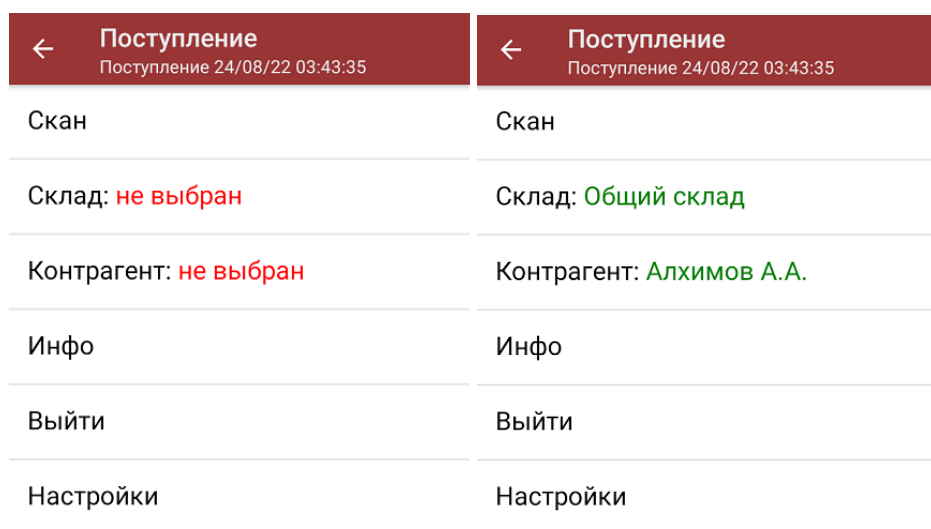 Поступление
Поступление 24/08/22 03:43:35
Скан
Склад: не выбран
Контрагент: не выбран
Инфо
Выйти
Настройки
Поступление
Поступление 24/08/22 03:43:35
Скан
Склад: Общий склад
Контрагент: Алхимов А.А.
Инфо
Выйти
Настройки